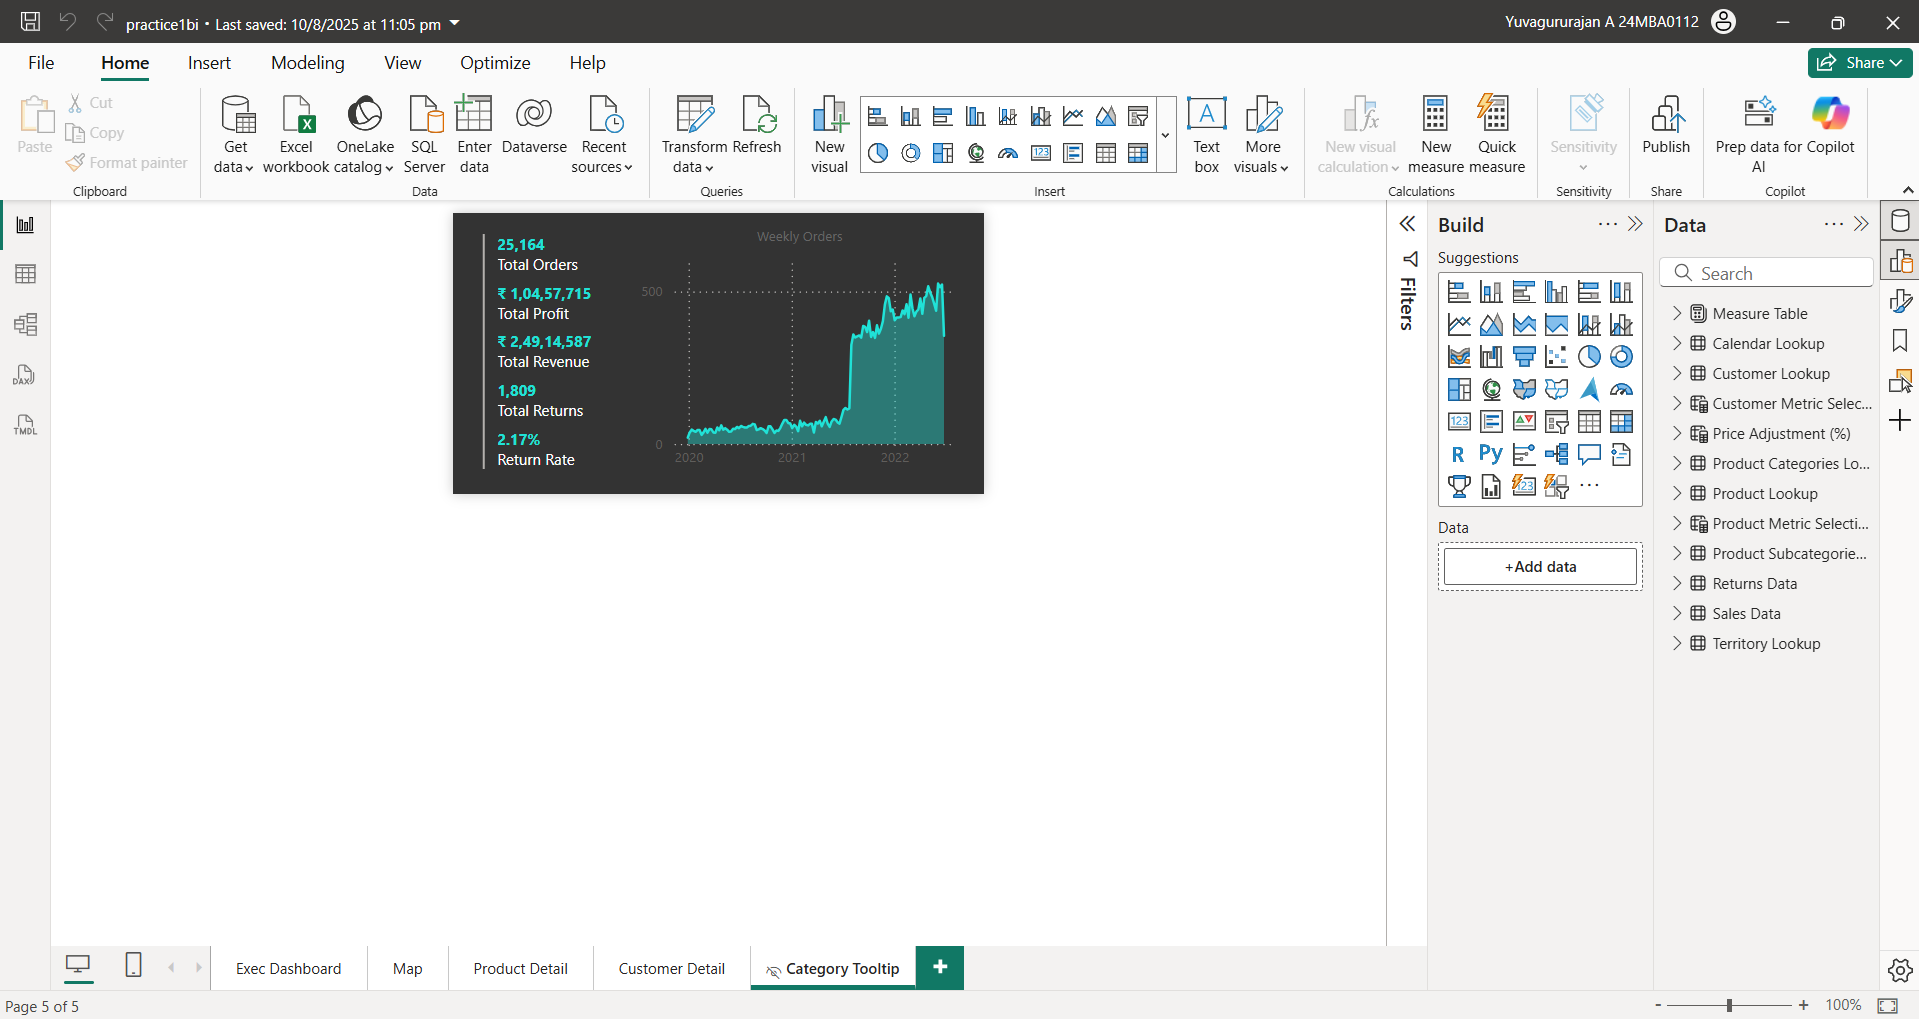 practice1bi • Last saved: 10/8/2025 at 11:05 pm
Yuvagururajan A 24MBA0112
File Home Insert Modeling View Optimize Help
Share
Paste
Cut
Copy
Format painter
Clipboard
Get data
Excel workbook
OneLake catalog
SQL Server
Enter data
Dataverse
Recent sources
Data
Transform data
Refresh
Queries
New visual
123
Insert
A
Text box
More visuals
New visual calculation
New measure
Quick measure
Calculations
Sensitivity
Sensitivity
Publish
Share
Prep data for AI
Copilot
Copilot
DAX
TMDL
25,164
Total Orders
₹ 1,04,57,715
Total Profit
₹ 2,49,14,587
Total Revenue
1,809
Total Returns
2.17%
Return Rate
Weekly Orders
500
0
2020 2021 2022
Filters
Build
Suggestions
123
R Py
123
Data
+Add data
Data
Search
Measure Table
Calendar Lookup
Customer Lookup
Customer Metric Selec...
Price Adjustment (%)
Product Categories Lo...
Product Lookup
Product Metric Selecti...
Product Subcategorie...
Returns Data
Sales Data
Territory Lookup
Exec Dashboard Map Product Detail Customer Detail Category Tooltip +
Page 5 of 5
- + 100%